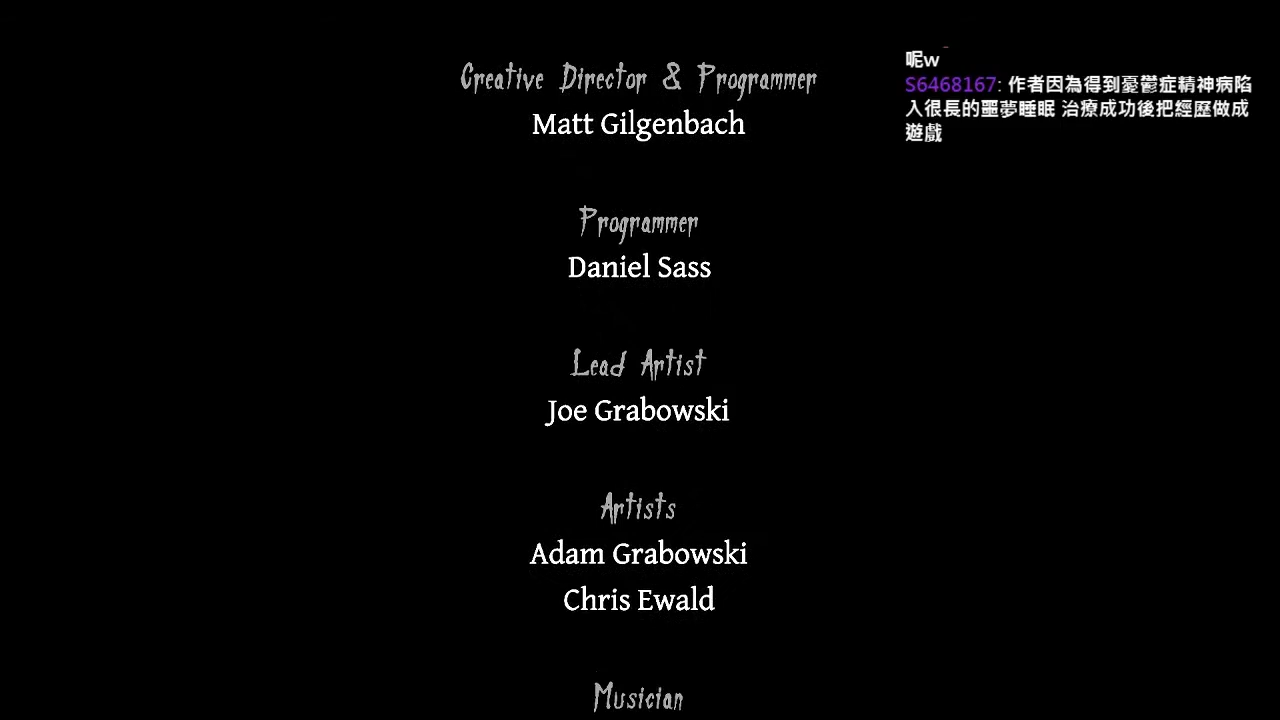 Creative Director & Programmer
Matt Gilgenbach
Programmer
Daniel Sass
Lead Artist
Joe Grabowski
Artists
Adam Grabowski
Chris Ewald
Musician
呢w
S6468167: 作者因為得到憂鬱症精神病陷
入很長的噩夢睡眠 治療成功後把經歷做成
遊戲